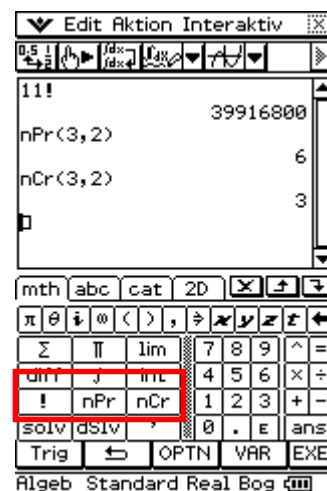 Edit Aktion Interaktiv
11!
39916800
nPr(3,2)
6
nCr(3,2)
3
mth abc cat 2D
π θ i ∞ ( ) , x y z t
Σ Π lim 7 8 9 ^ =
diff ∫ int 4 5 6 × ÷
! nPr nCr 1 2 3 + −
solv dSlv ' 0 . E ans
Trig OPTN VAR EXE
Algeb Standard Real Bog